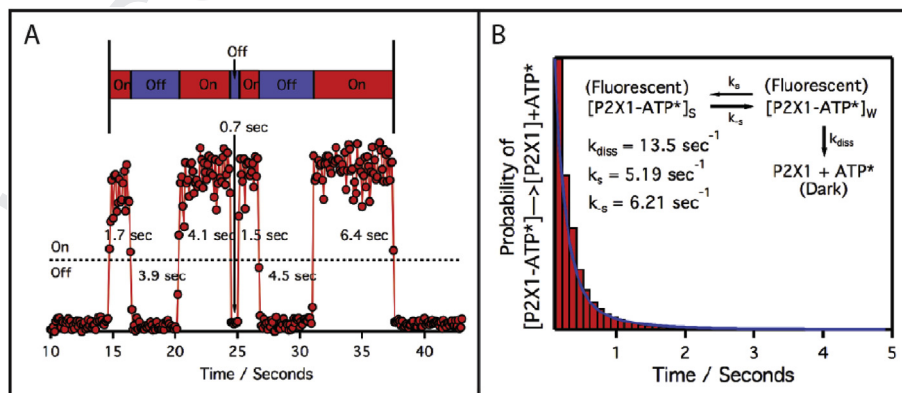 A
Off
On Off On On Off On
0.7 sec
1.7 sec 4.1 sec 1.5 sec 6.4 sec
On
Off
3.9 sec 4.5 sec
10 15 20 25 30 35 40
Time / Seconds
B
Probability of
[P2X1-ATP*]—>[P2X1]+ATP*
(Fluorescent) ks (Fluorescent)
[P2X1-ATP*]S k-s [P2X1-ATP*]W
kdiss
kdiss = 13.5 sec-1
ks = 5.19 sec-1
k-s = 6.21 sec-1
P2X1 + ATP*
(Dark)
1 2 3 4 5
Time / Seconds